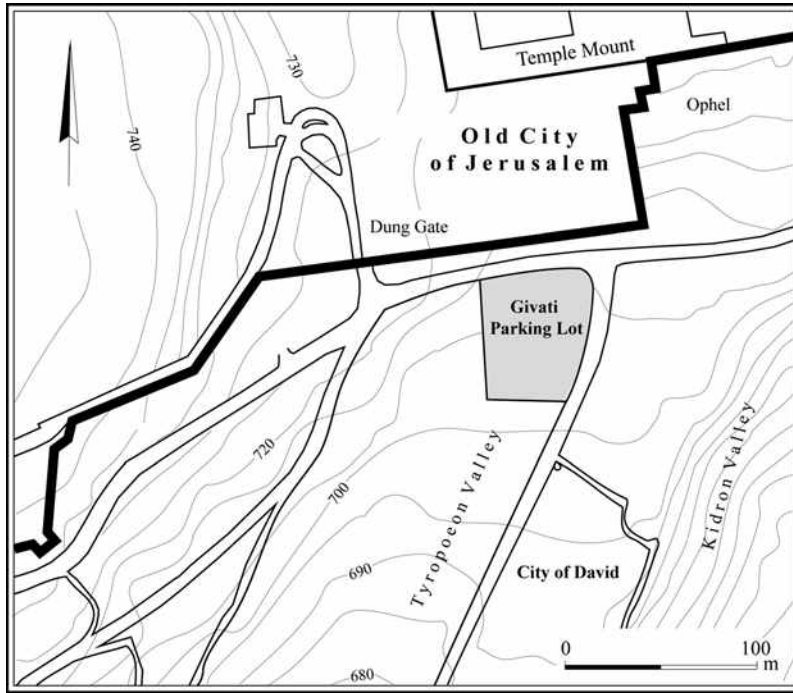 730
Temple Mount
740
Ophel
Old City
of Jerusalem
Dung Gate
Givati
Parking Lot
720
700
Tyropoeon Valley
Kidron Valley
690
City of David
680
0 100
m